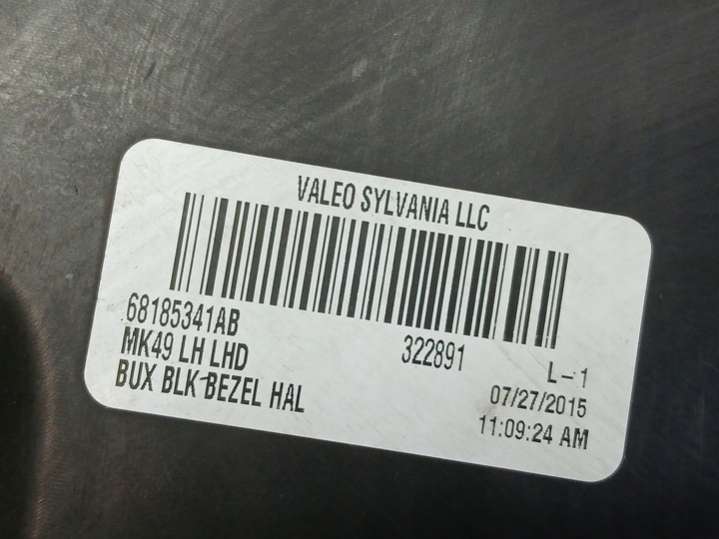 VALEO SYLVANIA LLC
68185341AB
MK49 LH LHD
BUX BLK BEZEL HAL
322891
L-1
07/27/2015
11:09:24 AM